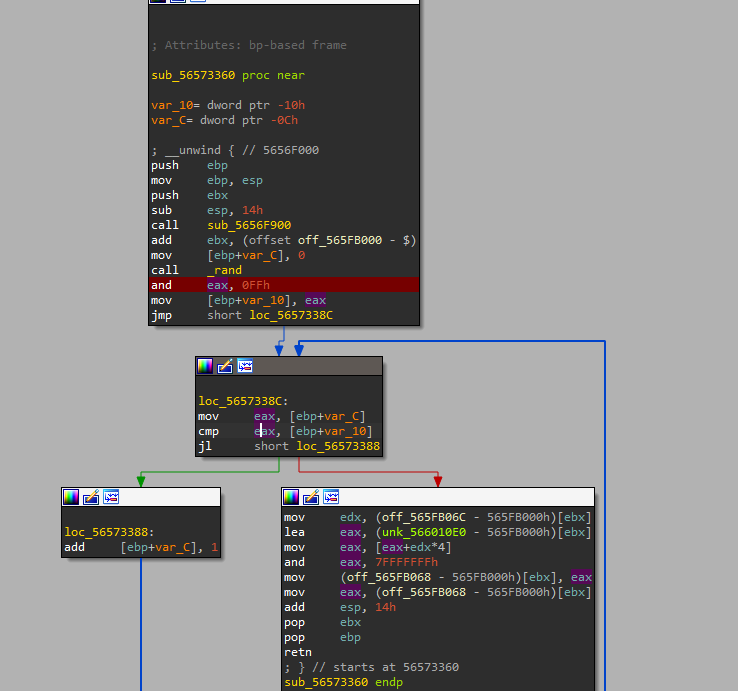 ; Attributes: bp-based frame
sub_56573360 proc near
var_10= dword ptr -10h
var_C= dword ptr -0Ch
; __unwind { // 5656F000
push ebp
mov ebp, esp
push ebx
sub esp, 14h
call sub_5656F900
add ebx, (offset off_565FB000 - $)
mov [ebp+var_C], 0
call _rand
and eax, 0FFh
mov [ebp+var_10], eax
jmp short loc_5657338C
loc_5657338C:
mov eax, [ebp+var_C]
cmp eax, [ebp+var_10]
jl short loc_56573388
loc_56573388:
add [ebp+var_C], 1
mov edx, (off_565FB06C - 565FB000h)[ebx]
lea eax, (unk_566010E0 - 565FB000h)[ebx]
mov eax, [eax+edx*4]
and eax, 7FFFFFFFh
mov (off_565FB068 - 565FB000h)[ebx], eax
mov eax, (off_565FB068 - 565FB000h)[ebx]
add esp, 14h
pop ebx
pop ebp
retn
; } // starts at 56573360
sub_56573360 endp